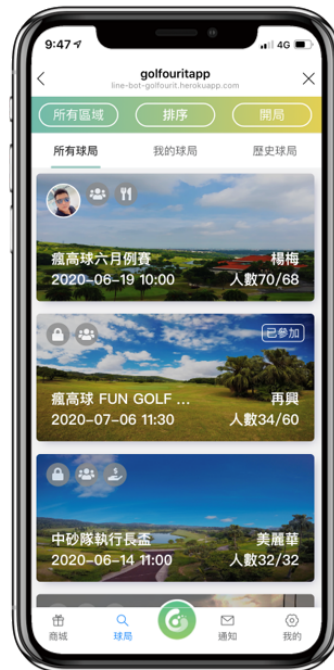 9:47
4G
golfouritapp
line-bot-golfourit.herokuapp.com
所有區域 排序 開局
所有球局 我的球局 歷史球局
瘋高球六月例賽 楊梅
2020-06-19 10:00 人數70/68
已參加
瘋高球 FUN GOLF ... 再興
2020-07-06 11:30 人數34/60
中砂隊執行長盃 美麗華
2020-06-14 11:00 人數32/32
商城 球局 通知 我的